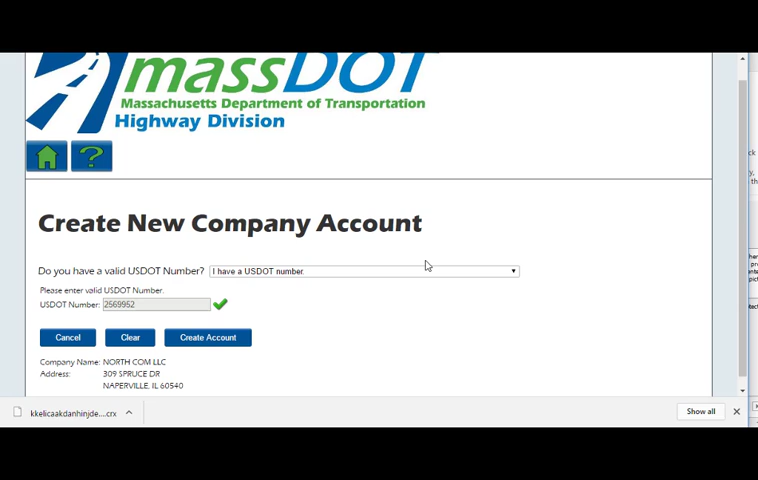 massDOT
Massachusetts Department of Transportation
Highway Division
?
Create New Company Account
Do you have a valid USDOT Number? I have a USDOT number.
Please enter valid USDOT Number.
USDOT Number: 2569952
Cancel Clear Create Account
Company Name: NORTH COM LLC
Address: 309 SPRUCE DR
NAPERVILLE, IL 60540
kkelicaakdanhinjde....crx Show all